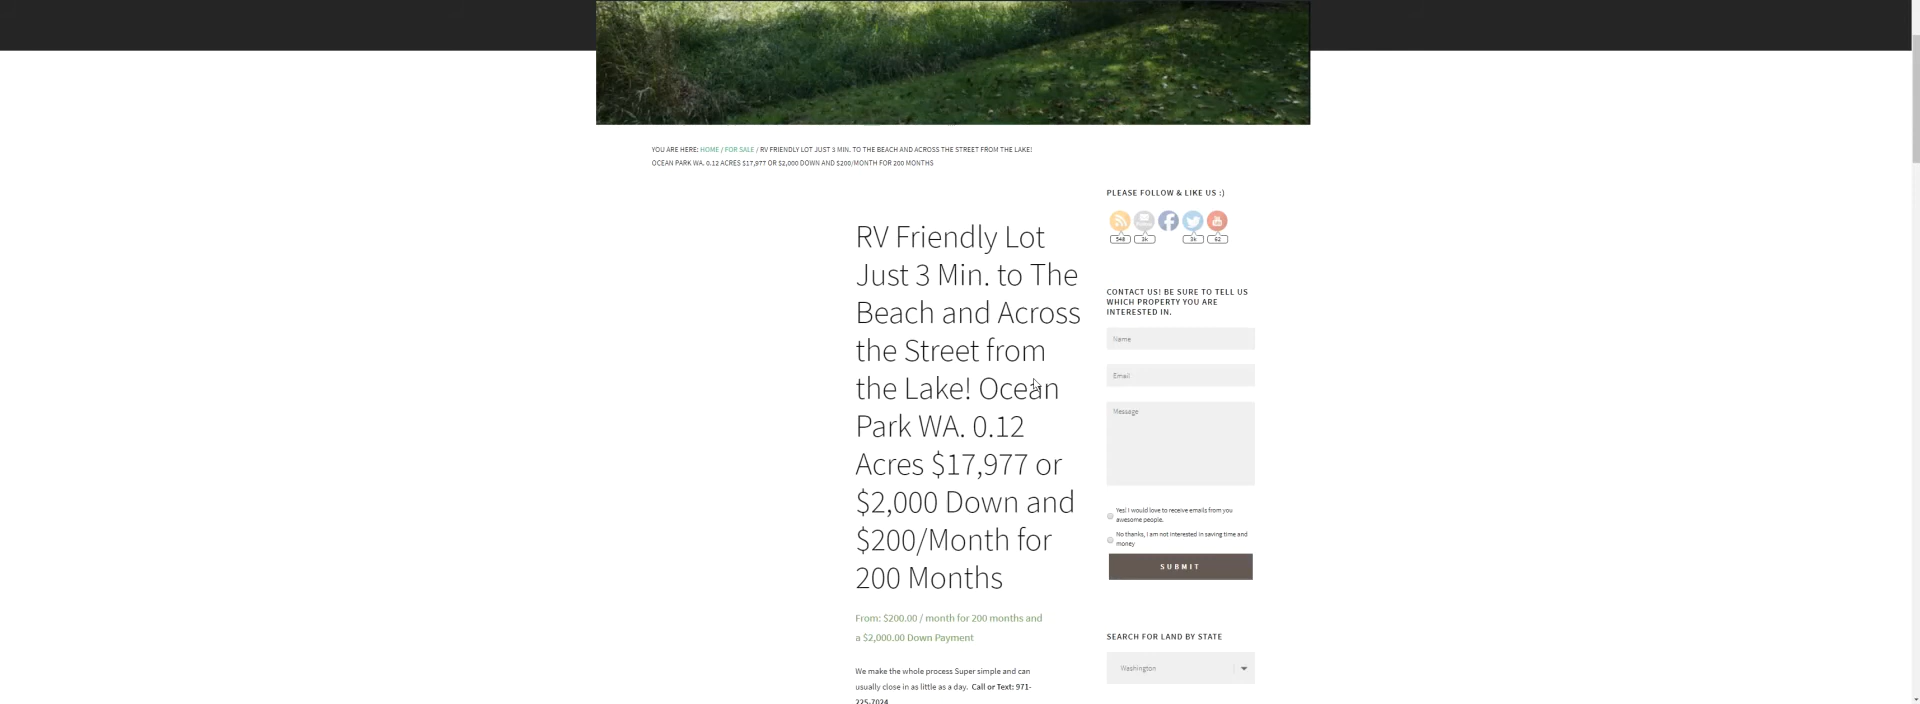 YOU ARE HERE: HOME / FOR SALE / RV FRIENDLY LOT JUST 3 MIN. TO THE BEACH AND ACROSS THE STREET FROM THE LAKE!
OCEAN PARK WA. 0.12 ACRES $17,977 OR $2,000 DOWN AND $200/MONTH FOR 200 MONTHS
RV Friendly Lot
Just 3 Min. to The
Beach and Across
the Street from
the Lake! Ocean
Park WA. 0.12
Acres $17,977 or
$2,000 Down and
$200/Month for
200 Months
From: $200.00 / month for 200 months and
a $2,000.00 Down Payment
We make the whole process Super simple and can
usually close in as little as a day. Call or Text: 971-
225-7024
PLEASE FOLLOW & LIKE US :)
548 3k 3k 62
CONTACT US! BE SURE TO TELL US
WHICH PROPERTY YOU ARE
INTERESTED IN.
Name
Email
Message
Yes! I would love to receive emails from you
awesome people.
No thanks, I am not interested in saving time and
money
SUBMIT
SEARCH FOR LAND BY STATE
Washington